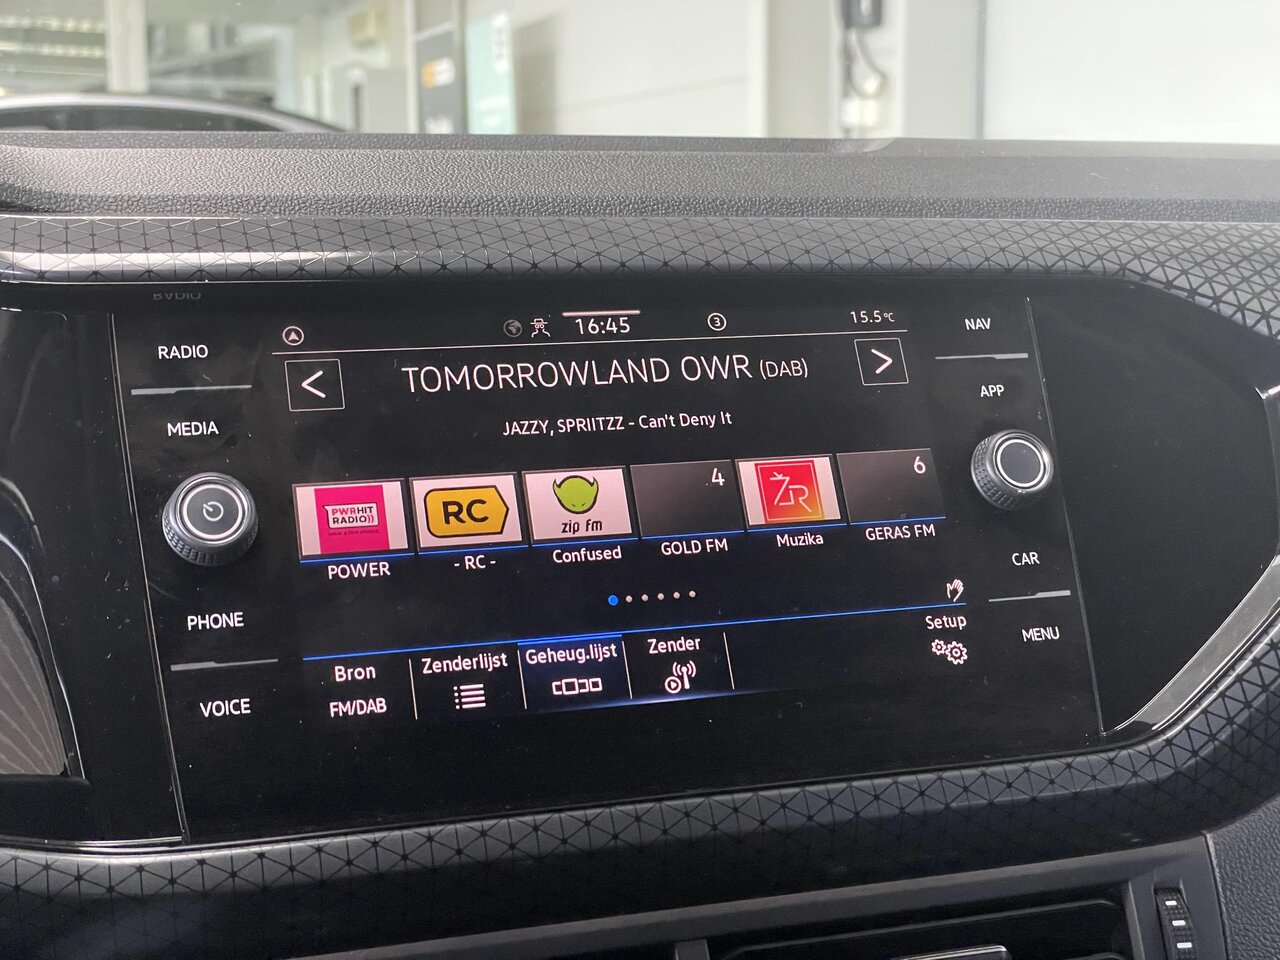 RADIO
MEDIA
PHONE
VOICE
16:45
3
15.5°C
TOMORROWLAND OWR (DAB)
JAZZY, SPRIITZZ - Can't Deny It
PWRHIT
RADIO))
RC
zip fm
4
ŽR
6
POWER
- RC -
Confused
GOLD FM
Muzika
GERAS FM
Bron
FM/DAB
Zenderlijst
Geheug.lijst
Zender
Setup
NAV
APP
CAR
MENU